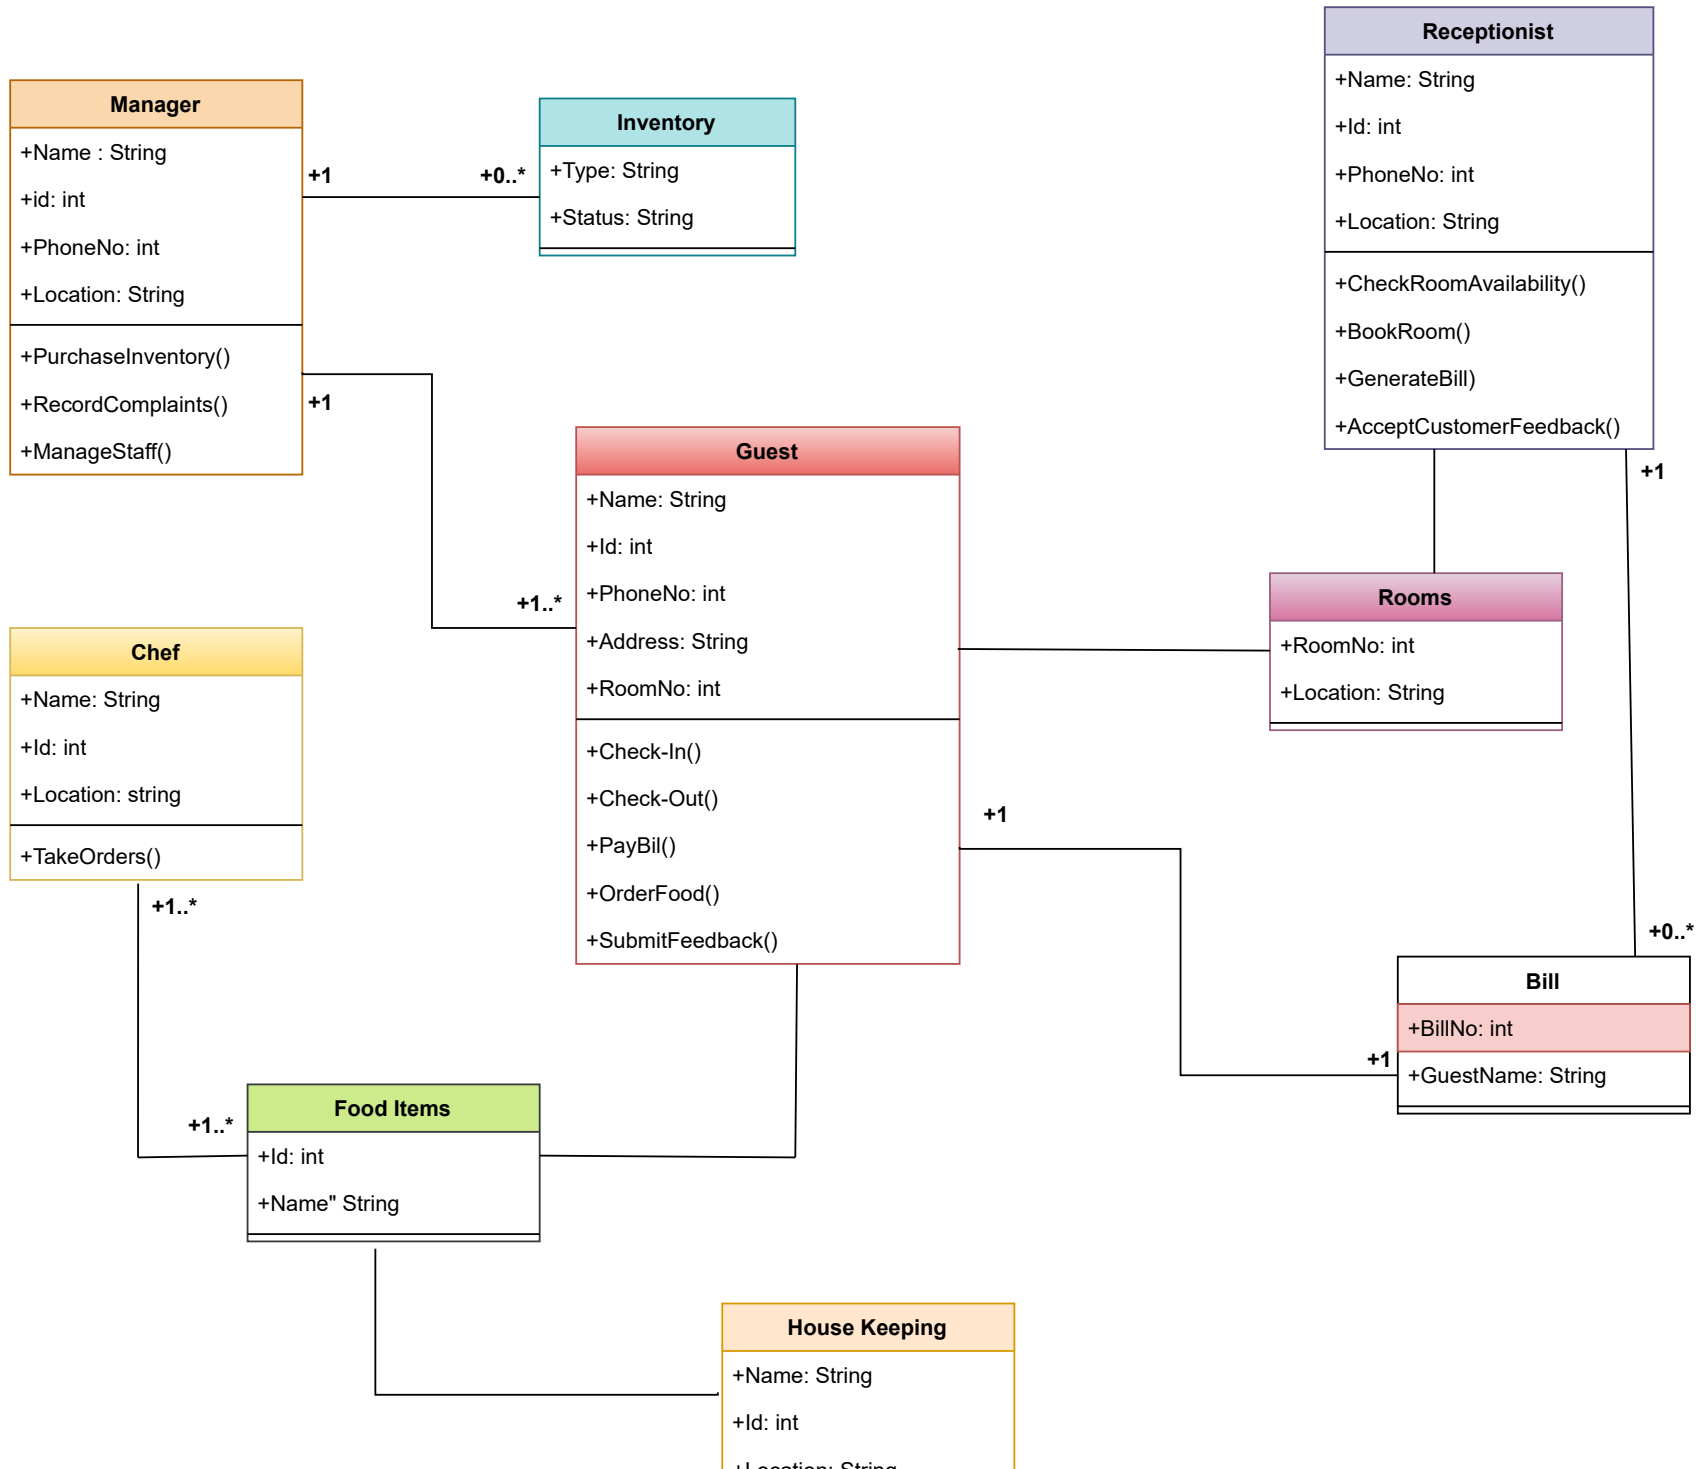 Manager
+Name : String
+id: int
+PhoneNo: int
+Location: String
+PurchaseInventory()
+RecordComplaints()
+ManageStaff()
+1
+0..*
Inventory
+Type: String
+Status: String
+1
+1..*
Receptionist
+Name: String
+Id: int
+PhoneNo: int
+Location: String
+CheckRoomAvailability()
+BookRoom()
+GenerateBill)
+AcceptCustomerFeedback()
+1
+0..*
Guest
+Name: String
+Id: int
+PhoneNo: int
+Address: String
+RoomNo: int
+Check-In()
+Check-Out()
+PayBil()
+OrderFood()
+SubmitFeedback()
Rooms
+RoomNo: int
+Location: String
+1
+1
Bill
+BillNo: int
+GuestName: String
Chef
+Name: String
+Id: int
+Location: string
+TakeOrders()
+1..*
+1..*
Food Items
+Id: int
+Name" String
House Keeping
+Name: String
+Id: int
+Location: String